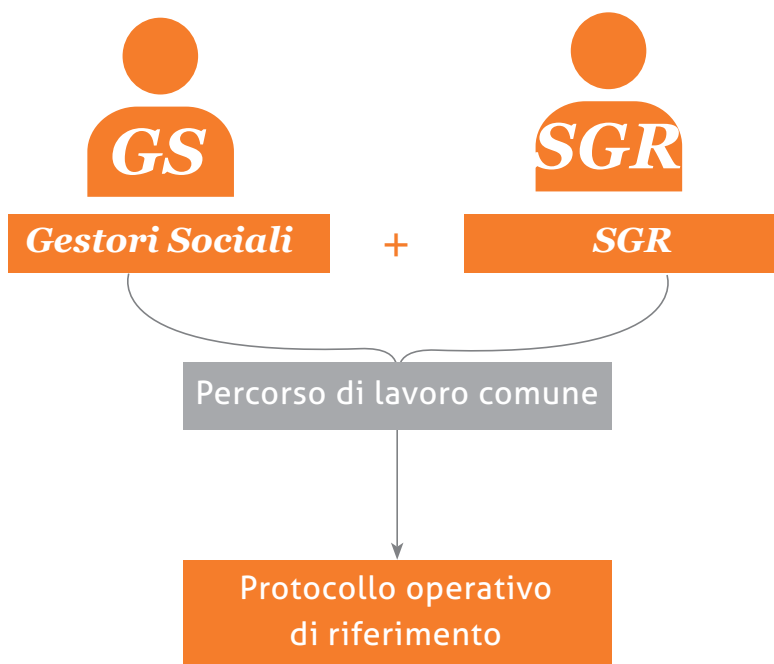 GS
SGR
Gestori Sociali
+
SGR
Percorso di lavoro comune
Protocollo operativo
di riferimento